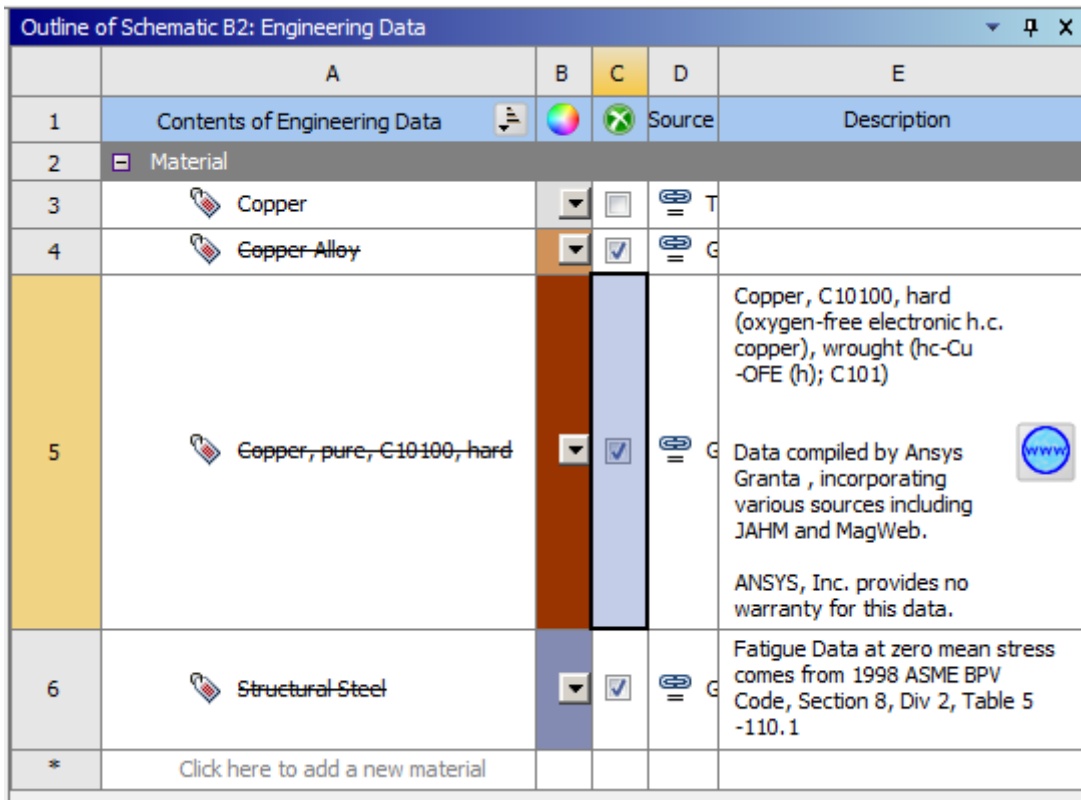 Outline of Schematic B2: Engineering Data
A B C D E
1 Contents of Engineering Data Source Description
2 Material
3 Copper T
4 Copper Alloy G
5 Copper, pure, C10100, hard G
Copper, C10100, hard
(oxygen-free electronic h.c.
copper), wrought (hc-Cu
-OFE (h); C101)
Data compiled by Ansys
Granta , incorporating
various sources including
JAHM and MagWeb.
ANSYS, Inc. provides no
warranty for this data.
www
6 Structural Steel G
Fatigue Data at zero mean stress
comes from 1998 ASME BPV
Code, Section 8, Div 2, Table 5
-110.1
* Click here to add a new material